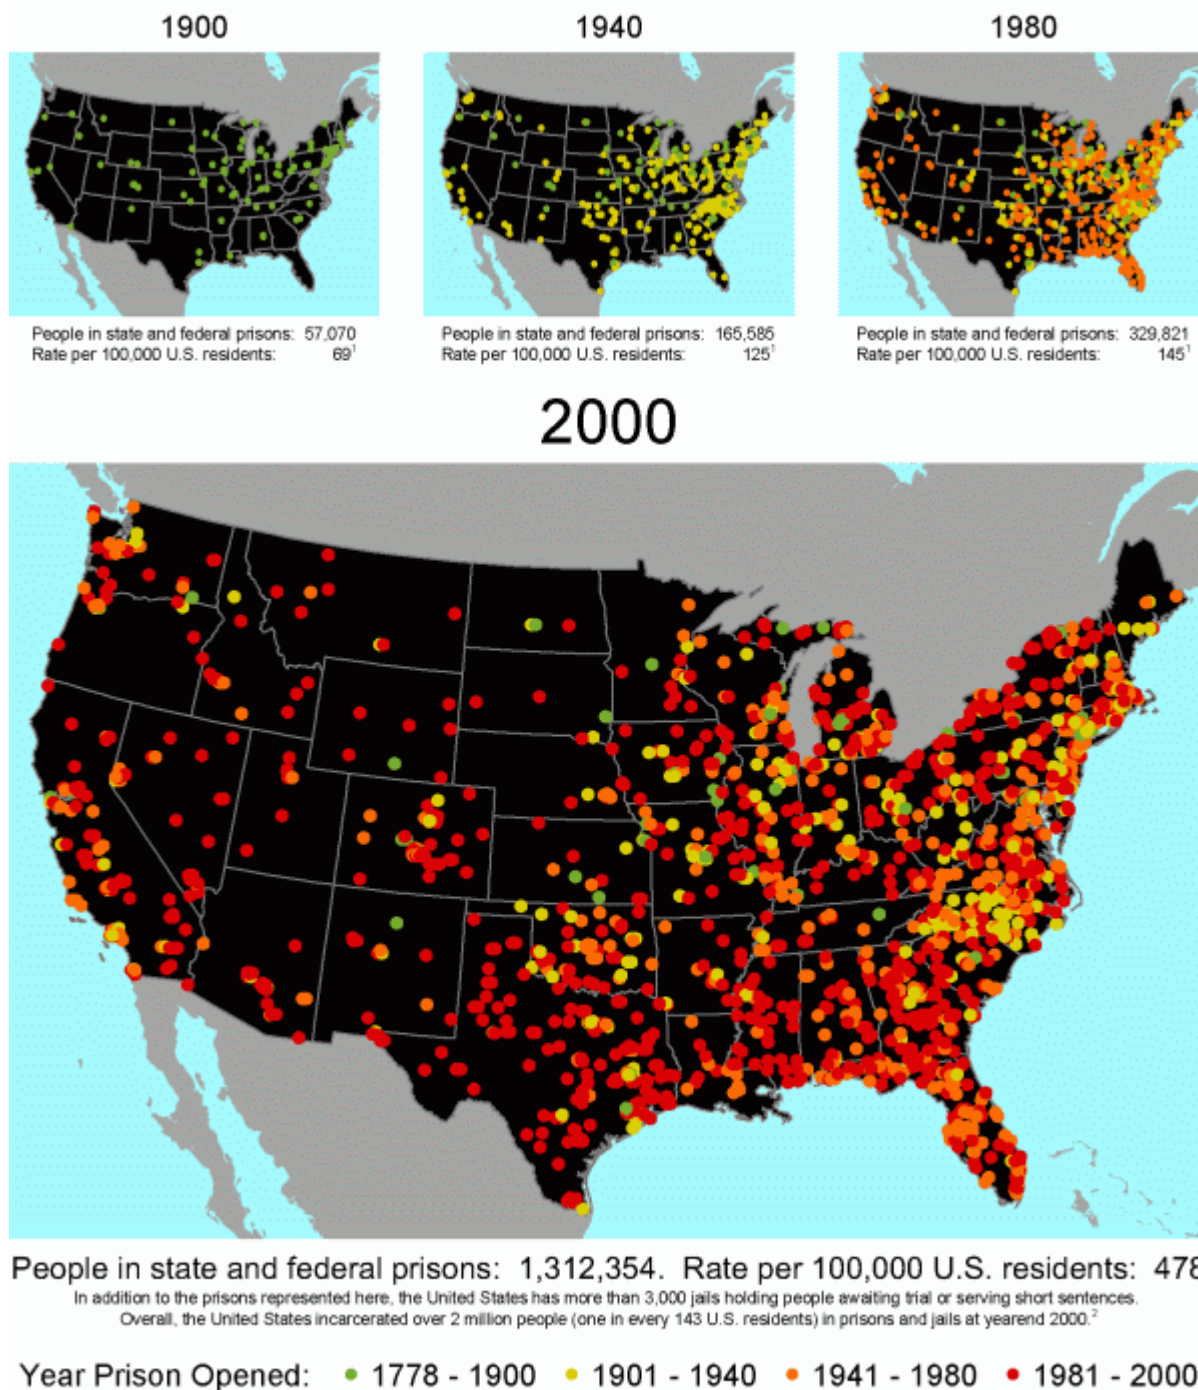 1900
1940
1980
People in state and federal prisons: 57,070
Rate per 100,000 U.S. residents: 69¹
People in state and federal prisons: 165,585
Rate per 100,000 U.S. residents: 125¹
People in state and federal prisons: 329,821
Rate per 100,000 U.S. residents: 145¹
2000
People in state and federal prisons: 1,312,354. Rate per 100,000 U.S. residents: 478
In addition to the prisons represented here, the United States has more than 3,000 jails holding people awaiting trial or serving short sentences.
Overall, the United States incarcerated over 2 million people (one in every 143 U.S. residents) in prisons and jails at yearend 2000.²
Year Prison Opened: 1778 - 1900 1901 - 1940 1941 - 1980 1981 - 2000